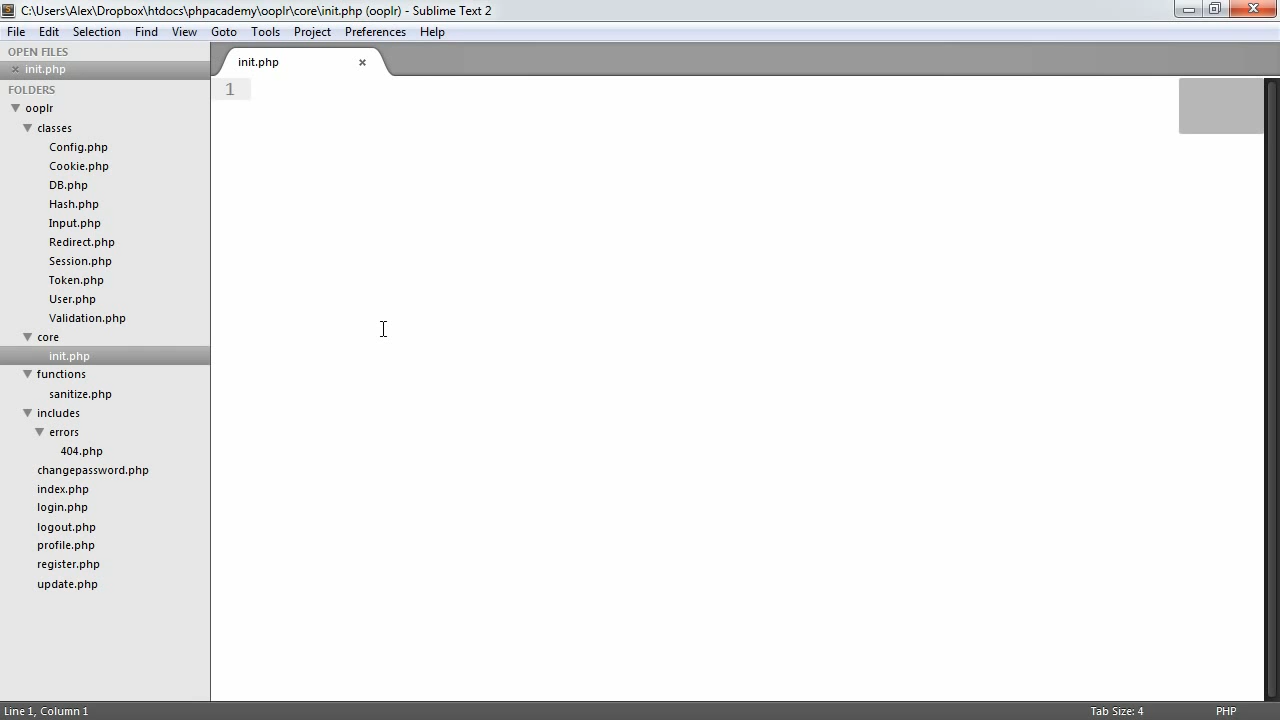 C:\Users\Alex\Dropbox\htdocs\phpacademy\ooplr\core\init.php (ooplr) - Sublime Text 2
File Edit Selection Find View Goto Tools Project Preferences Help
OPEN FILES
init.php
FOLDERS
ooplr
classes
Config.php
Cookie.php
DB.php
Hash.php
Input.php
Redirect.php
Session.php
Token.php
User.php
Validation.php
core
init.php
functions
sanitize.php
includes
errors
404.php
changepassword.php
index.php
login.php
logout.php
profile.php
register.php
update.php
init.php
1
Line 1, Column 1 Tab Size: 4 PHP